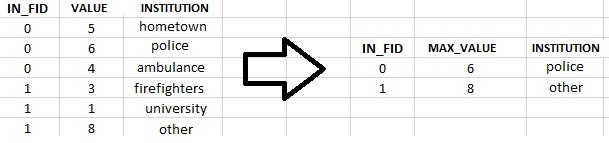 IN_FID VALUE INSTITUTION
0 5 hometown
0 6 police
0 4 ambulance
1 3 firefighters
1 1 university
1 8 other
IN_FID MAX_VALUE INSTITUTION
0 6 police
1 8 other